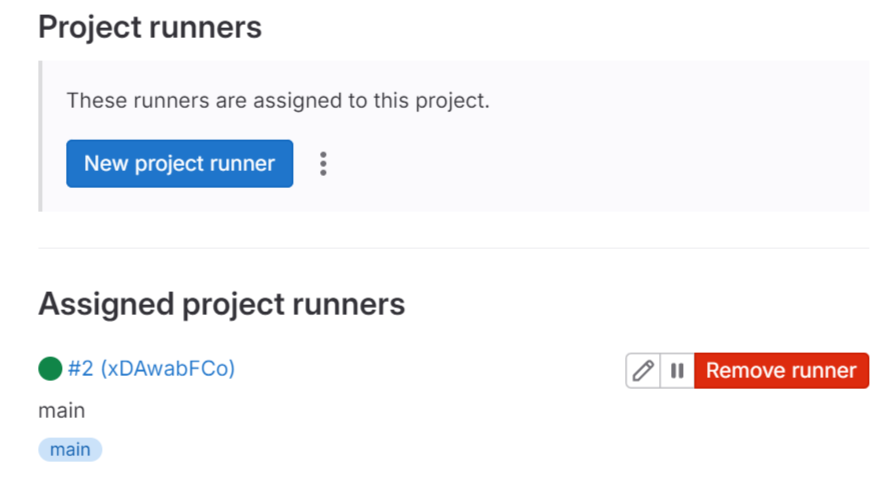 Project runners
These runners are assigned to this project.
New project runner
Assigned project runners
#2 (xDAwabFCo) Remove runner
main
main